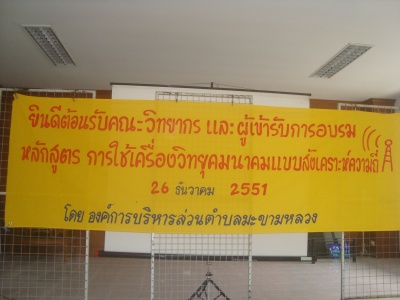 ยินดีต้อนรับคณะวิทยากร และ ผู้เข้ารับการอบรม
หลักสูตร การใช้เครื่องวิทยุคมนาคมแบบสังเคราะห์ความถี่
26 ธันวาคม 2551
โดย องค์การบริหารส่วนตำบลมะขามหลวง